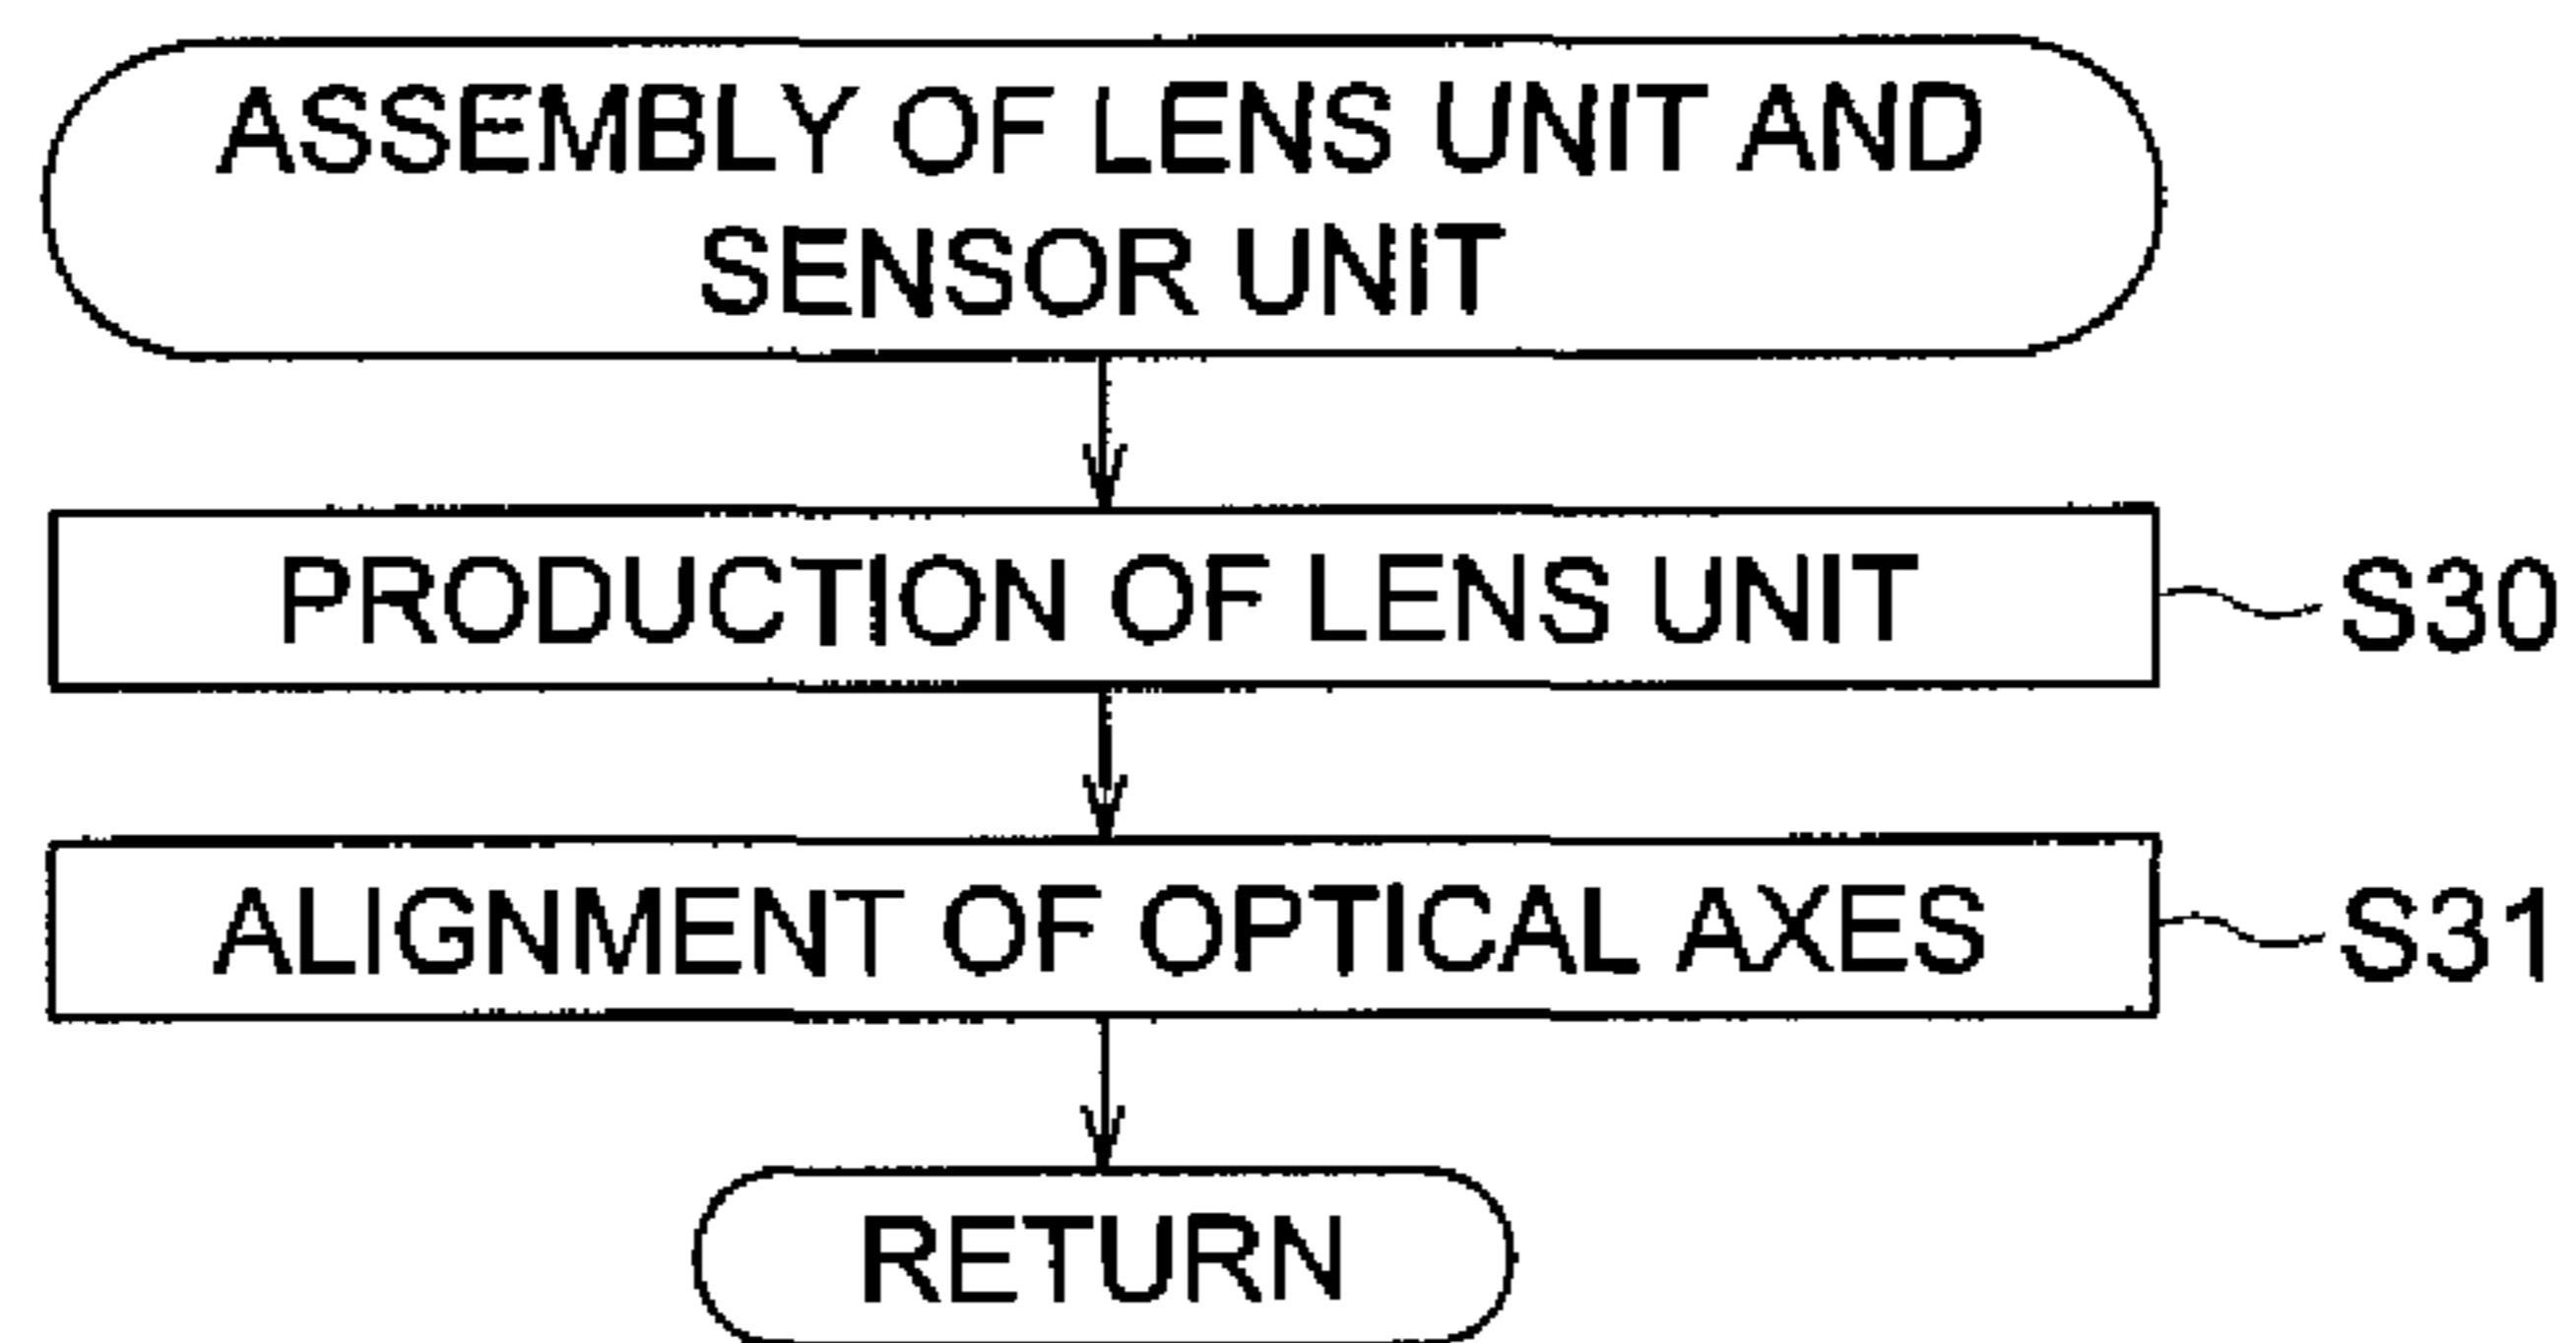 ASSEMBLY OF LENS UNIT AND
SENSOR UNIT
PRODUCTION OF LENS UNIT
S30
ALIGNMENT OF OPTICAL AXES
S31
RETURN